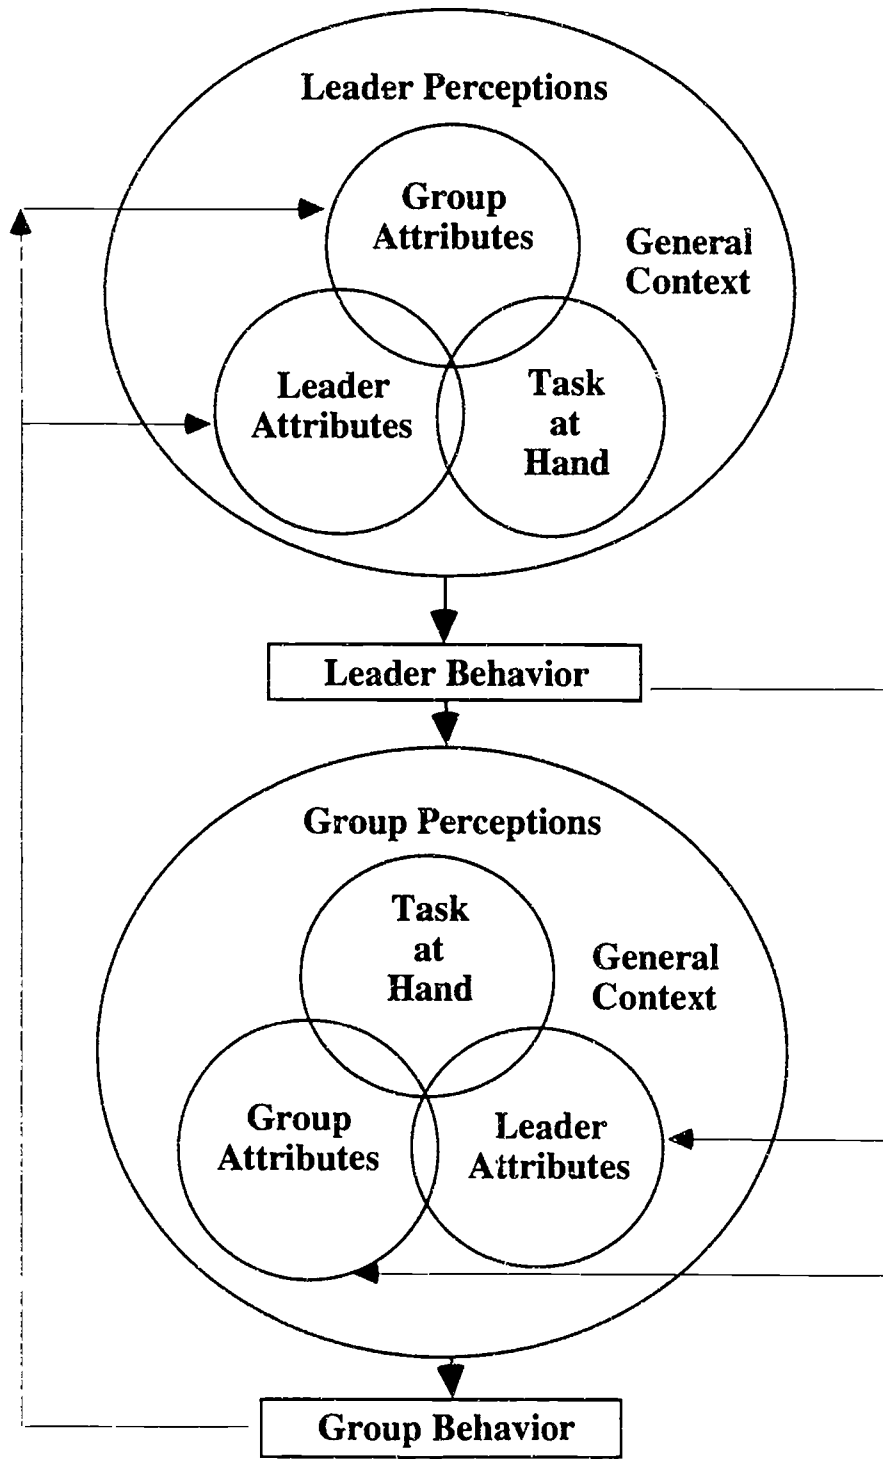 Leader Perceptions
Group
Attributes
General
Context
Leader
Attributes
Task
at
Hand
Leader Behavior
Group Perceptions
Task
at
Hand
General
Context
Group
Attributes
Leader
Attributes
Group Behavior